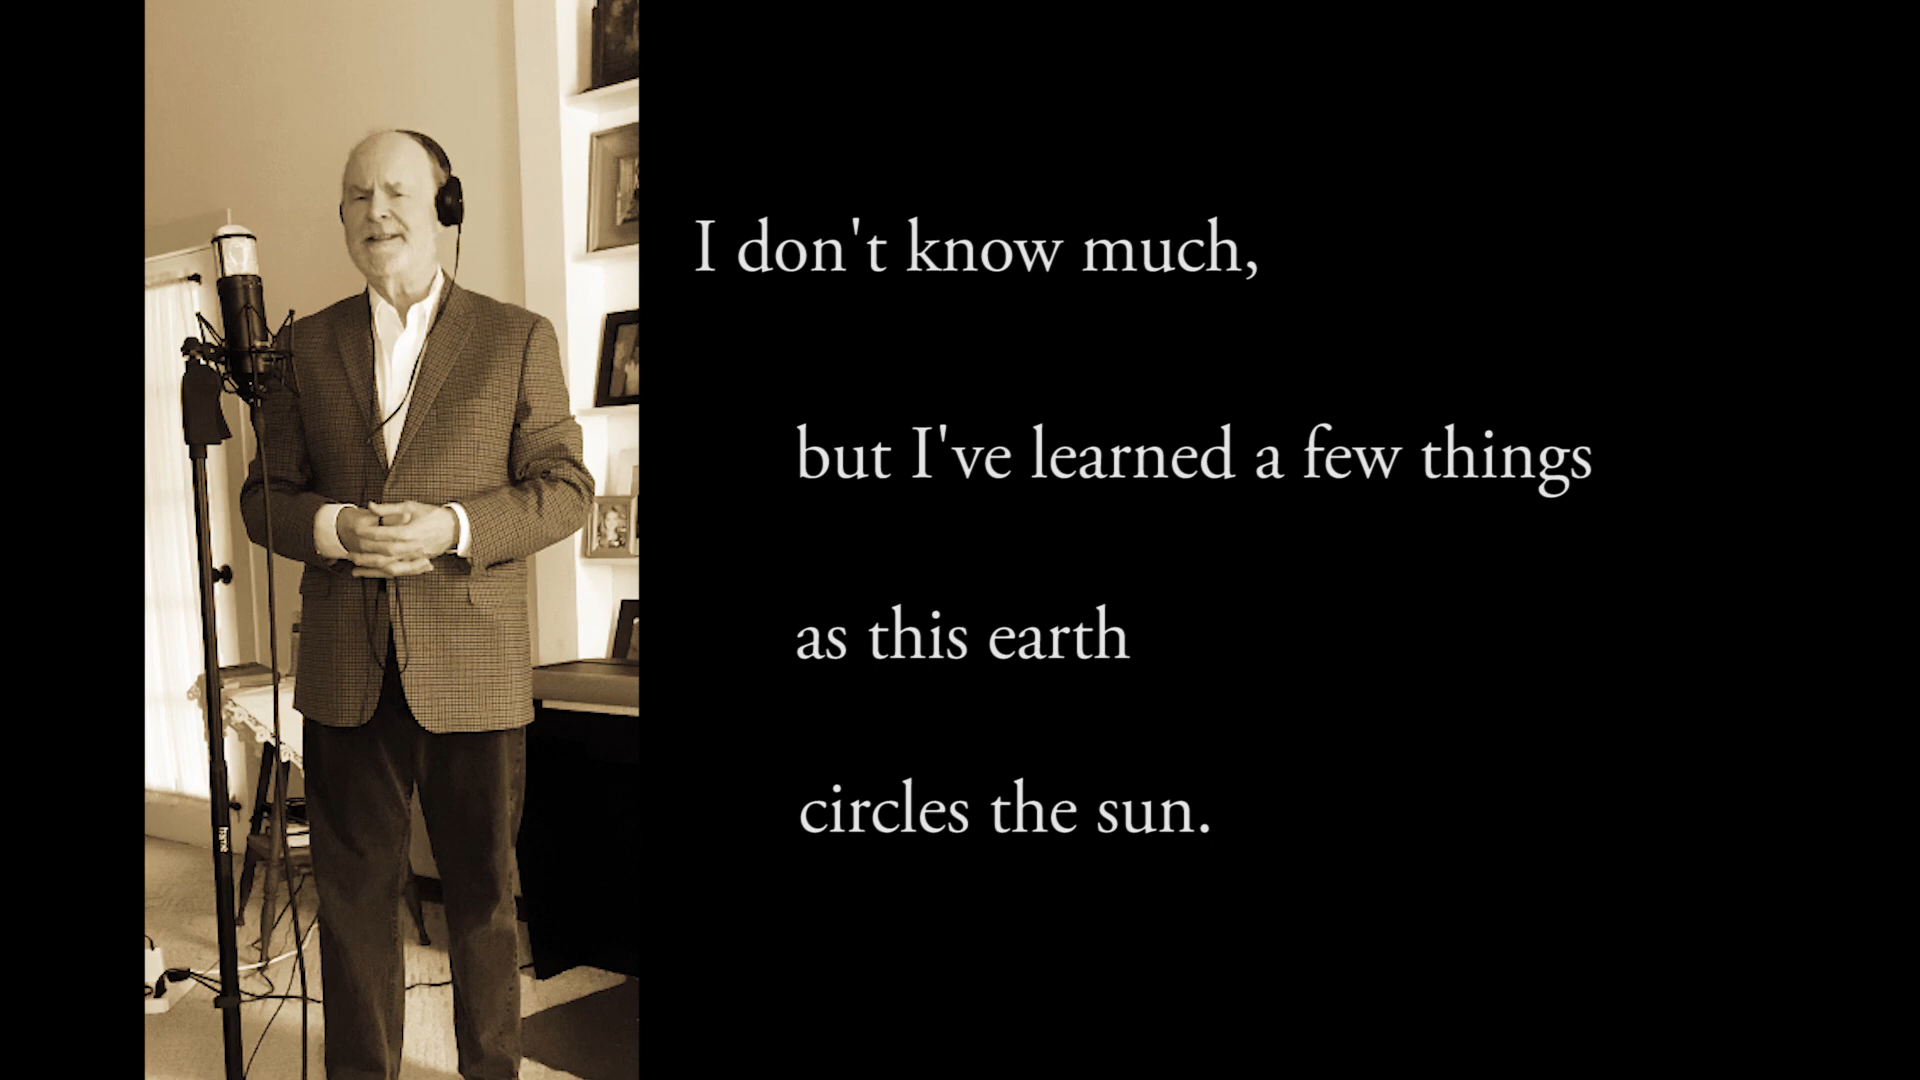 I don't know much,
but I've learned a few things
as this earth
circles the sun.